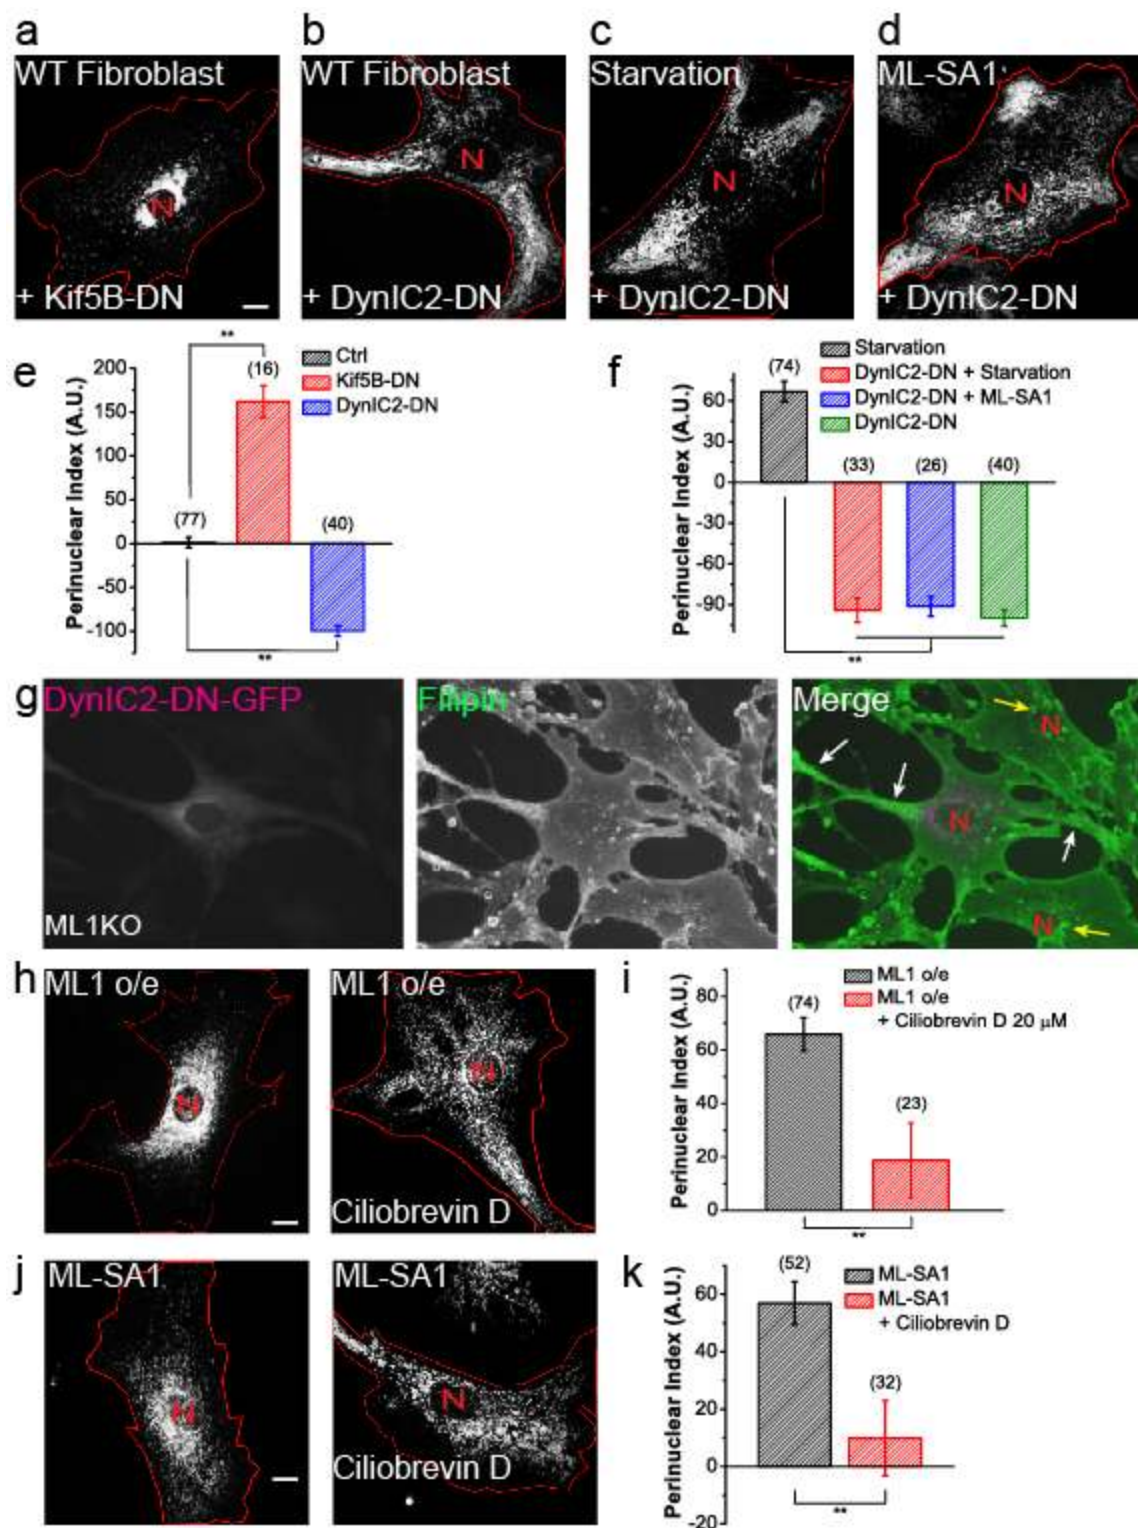 a
b
c
d
WT Fibroblast
WT Fibroblast
Starvation
ML-SA1
N
N
N
N
+ Kif5B-DN
+ DynIC2-DN
+ DynIC2-DN
+ DynIC2-DN
e
Perinuclear Index (A.U.)
200
150
100
50
0
-50
-100
**
(16)
(77)
(40)
**
Ctrl
Kif5B-DN
DynIC2-DN
f
Perinuclear Index (A.U.)
60
30
0
-30
-60
-90
(74)
Starvation
DynIC2-DN + Starvation
DynIC2-DN + ML-SA1
DynIC2-DN
(33)
(26)
(40)
**
g
DynIC2-DN-GFP
Filipin
Merge
N
N
N
ML1KO
h
ML1 o/e
ML1 o/e
N
N
Ciliobrevin D
i
Perinuclear Index (A.U.)
80
60
40
20
0
(74)
(23)
ML1 o/e
ML1 o/e
+ Ciliobrevin D 20 μM
**
j
ML-SA1
ML-SA1
N
N
Ciliobrevin D
k
Perinuclear Index (A.U.)
60
40
20
0
-20
(52)
(32)
ML-SA1
ML-SA1
+ Ciliobrevin D
**